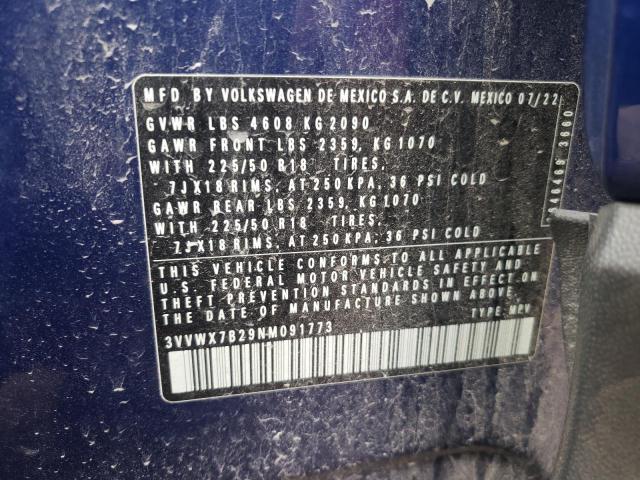 MFD BY VOLKSWAGEN DE MEXICO S.A. DE C.V. MEXICO 07/22
GVWR LBS 4608 KG 2090
GAWR FRONT LBS 2359, KG 1070
WITH 225/50 R18 TIRES,
7JX18 RIMS, AT 250 KPA, 36 PSI COLD
GAWR REAR LBS 2359, KG 1070
WITH 225/50 R18 TIRES,
7JX18 RIMS, AT 250 KPA, 36 PSI COLD
THIS VEHICLE CONFORMS TO ALL APPLICABLE
U.S. FEDERAL MOTOR VEHICLE SAFETY AND
THEFT PREVENTION STANDARDS IN EFFECT ON
THE DATE OF MANUFACTURE SHOWN ABOVE.
TYPE: MPV
3VVWX7B29NM091773
3660